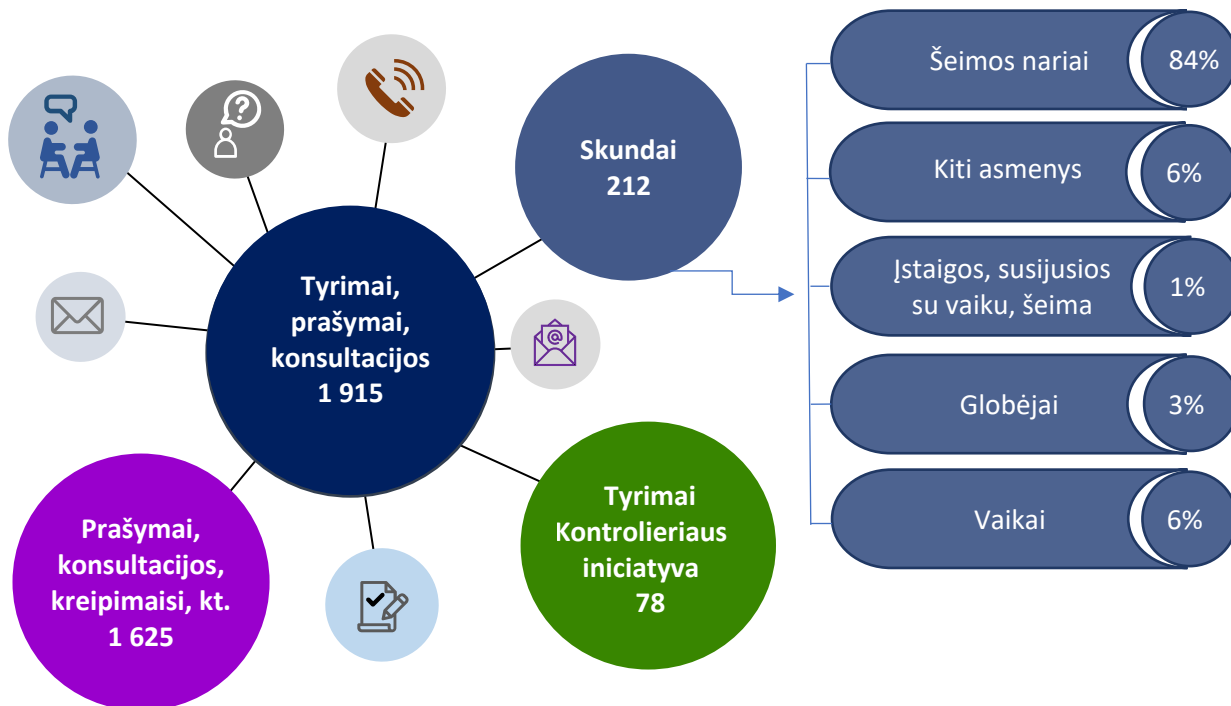 Tyrimai,
prašymai,
konsultacijos
1 915
Skundai
212
Prašymai,
konsultacijos,
kreipimaisi, kt.
1 625
Tyrimai
Kontrolieriaus
iniciatyva
78
Šeimos nariai
84%
Kiti asmenys
6%
Įstaigos, susijusios
su vaiku, šeima
1%
Globėjai
3%
Vaikai
6%